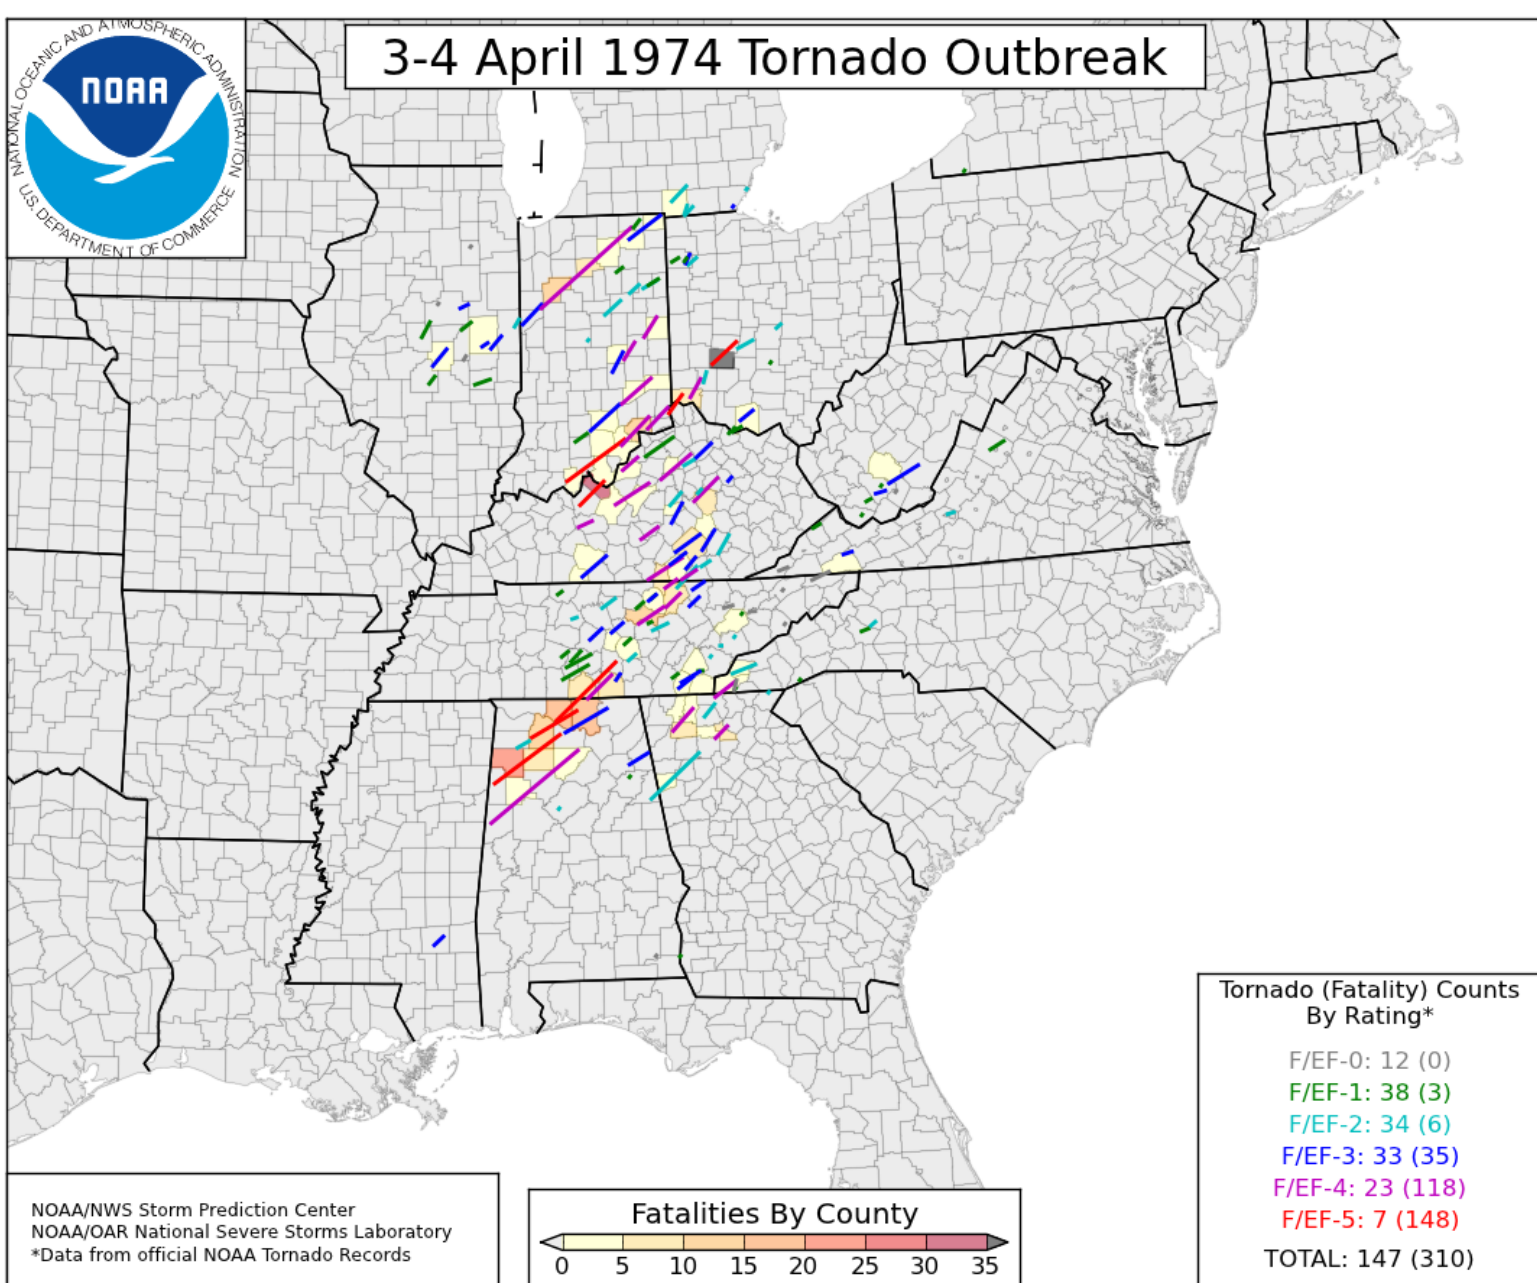 NATIONAL OCEANIC AND ATMOSPHERIC ADMINISTRATION
NOAA
U.S. DEPARTMENT OF COMMERCE
3-4 April 1974 Tornado Outbreak
Tornado (Fatality) Counts
By Rating*
F/EF-0: 12 (0)
F/EF-1: 38 (3)
F/EF-2: 34 (6)
F/EF-3: 33 (35)
F/EF-4: 23 (118)
F/EF-5: 7 (148)
TOTAL: 147 (310)
NOAA/NWS Storm Prediction Center
NOAA/OAR National Severe Storms Laboratory
*Data from official NOAA Tornado Records
Fatalities By County
0 5 10 15 20 25 30 35